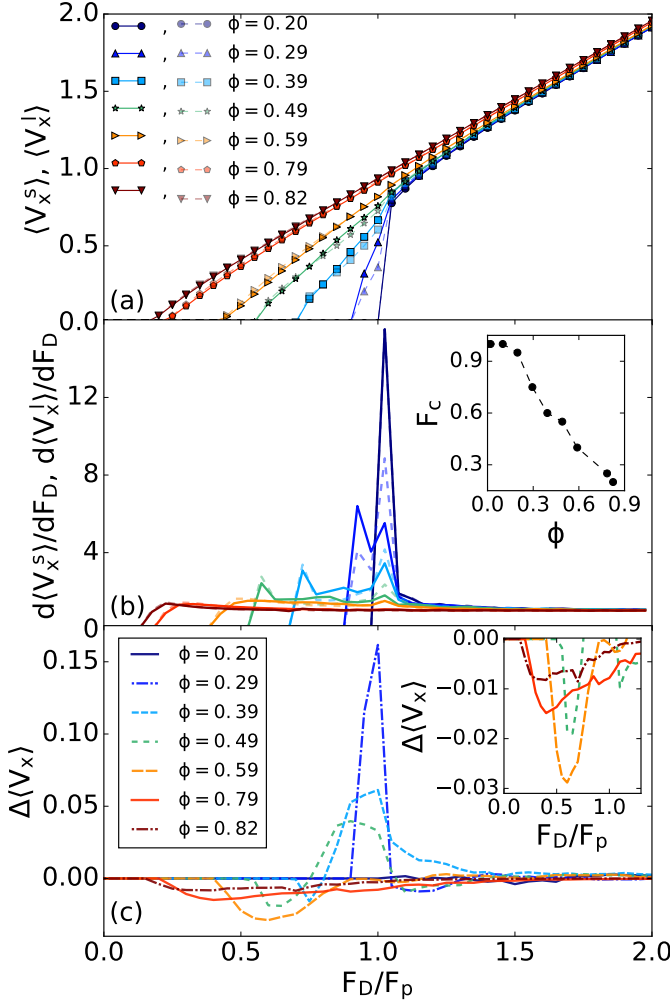 2.0
1.5
1.0
0.5
0.0
⟨V_x^s⟩, ⟨V_x^l⟩
, ϕ = 0.20
, ϕ = 0.29
, ϕ = 0.39
, ϕ = 0.49
, ϕ = 0.59
, ϕ = 0.79
, ϕ = 0.82
(a)
12
8
4
0
d⟨V_x^s⟩/dF_D, d⟨V_x^l⟩/dF_D
(b)
0.9
0.6
0.3
F_c
0.0 0.3 0.6 0.9
ϕ
0.15
0.10
0.05
0.00
Δ⟨V_x⟩
ϕ = 0.20
ϕ = 0.29
ϕ = 0.39
ϕ = 0.49
ϕ = 0.59
ϕ = 0.79
ϕ = 0.82
(c)
0.00
−0.01
−0.02
−0.03
Δ⟨V_x⟩
0.0 0.5 1.0
F_D/F_p
0.0 0.5 1.0 1.5 2.0
F_D/F_p